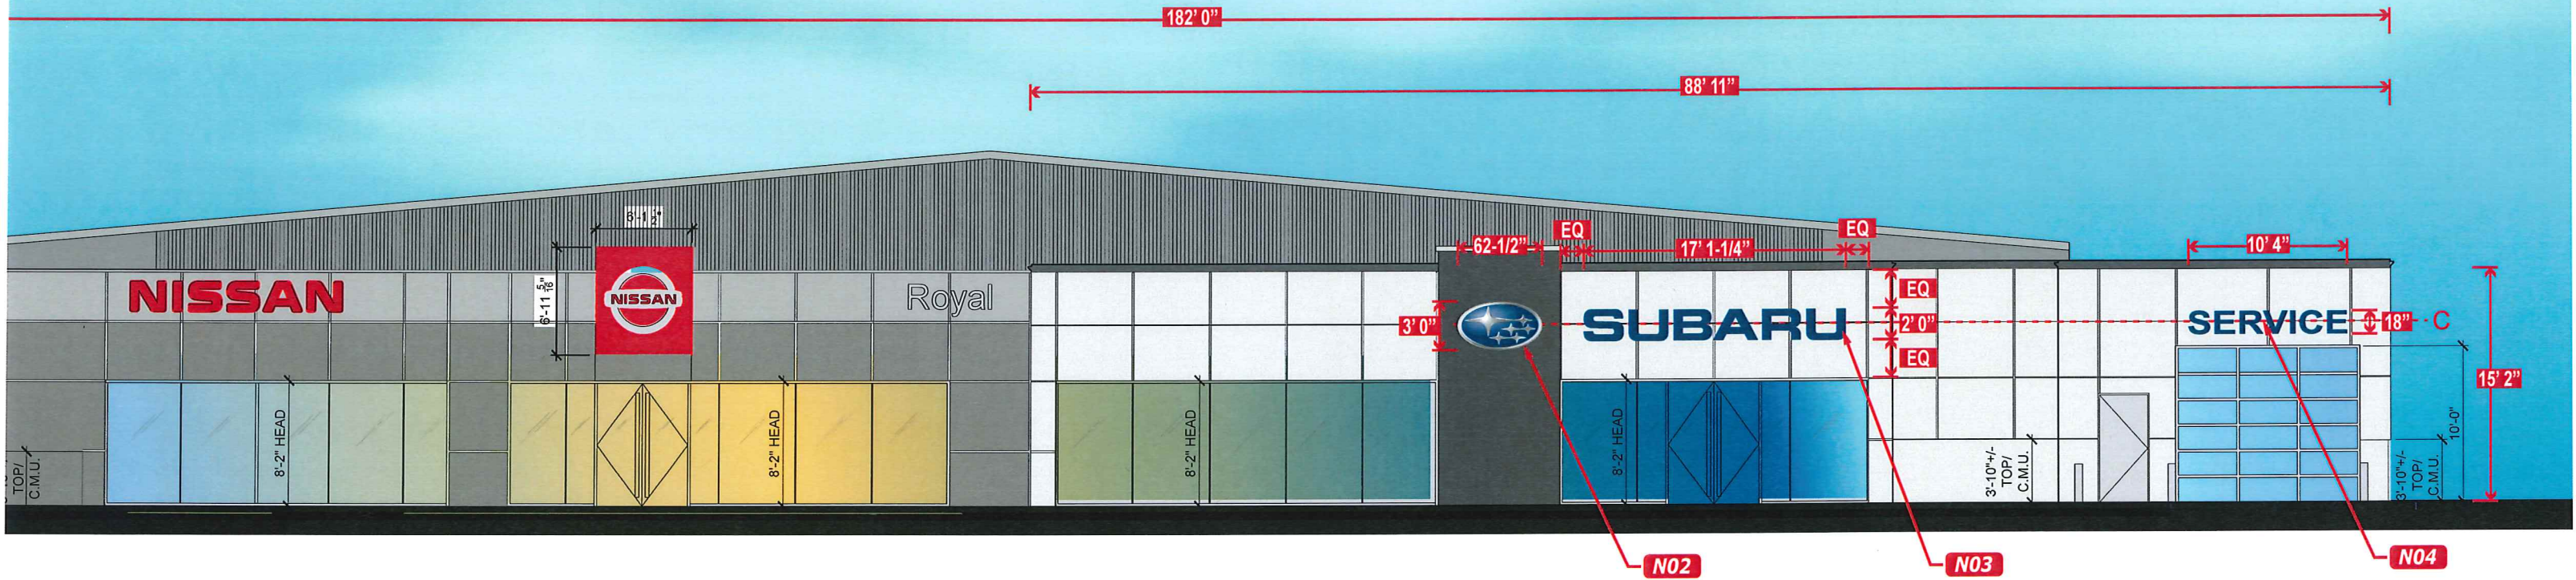 182' 0"
88' 11"
6'-1 1/2"
EQ
EQ
62-1/2"
17' 1-1/4"
10' 4"
NISSAN
6'-11 5/16"
NISSAN
Royal
3' 0"
SUBARU
EQ
2' 0"
EQ
SERVICE
18"
C
15' 2"
8'-2" HEAD
8'-2" HEAD
8'-2" HEAD
8'-2" HEAD
10'-0"
TOP/
C.M.U.
3'-10"+/-
TOP/
C.M.U.
3'-10"+/-
TOP/
C.M.U.
N02
N03
N04